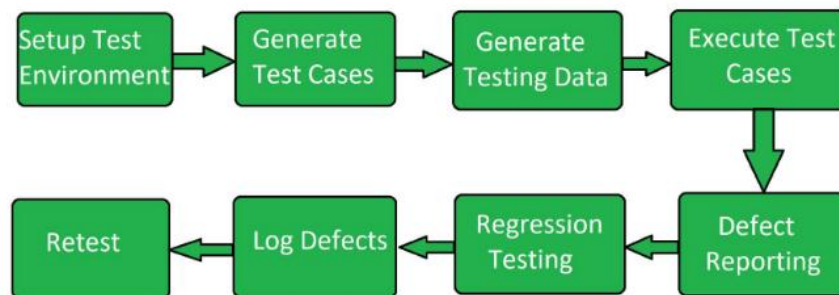 Setup Test
Environment
Generate
Test Cases
Generate
Testing Data
Execute Test
Cases
Defect
Reporting
Regression
Testing
Log Defects
Retest